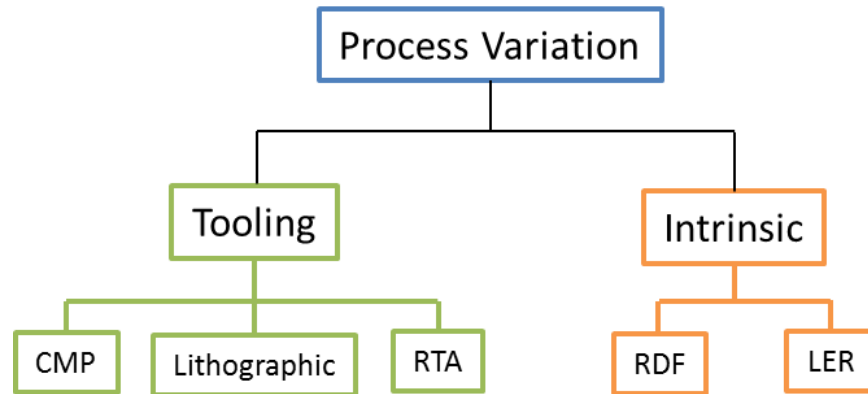 Process Variation
Tooling
Intrinsic
CMP
Lithographic
RTA
RDF
LER